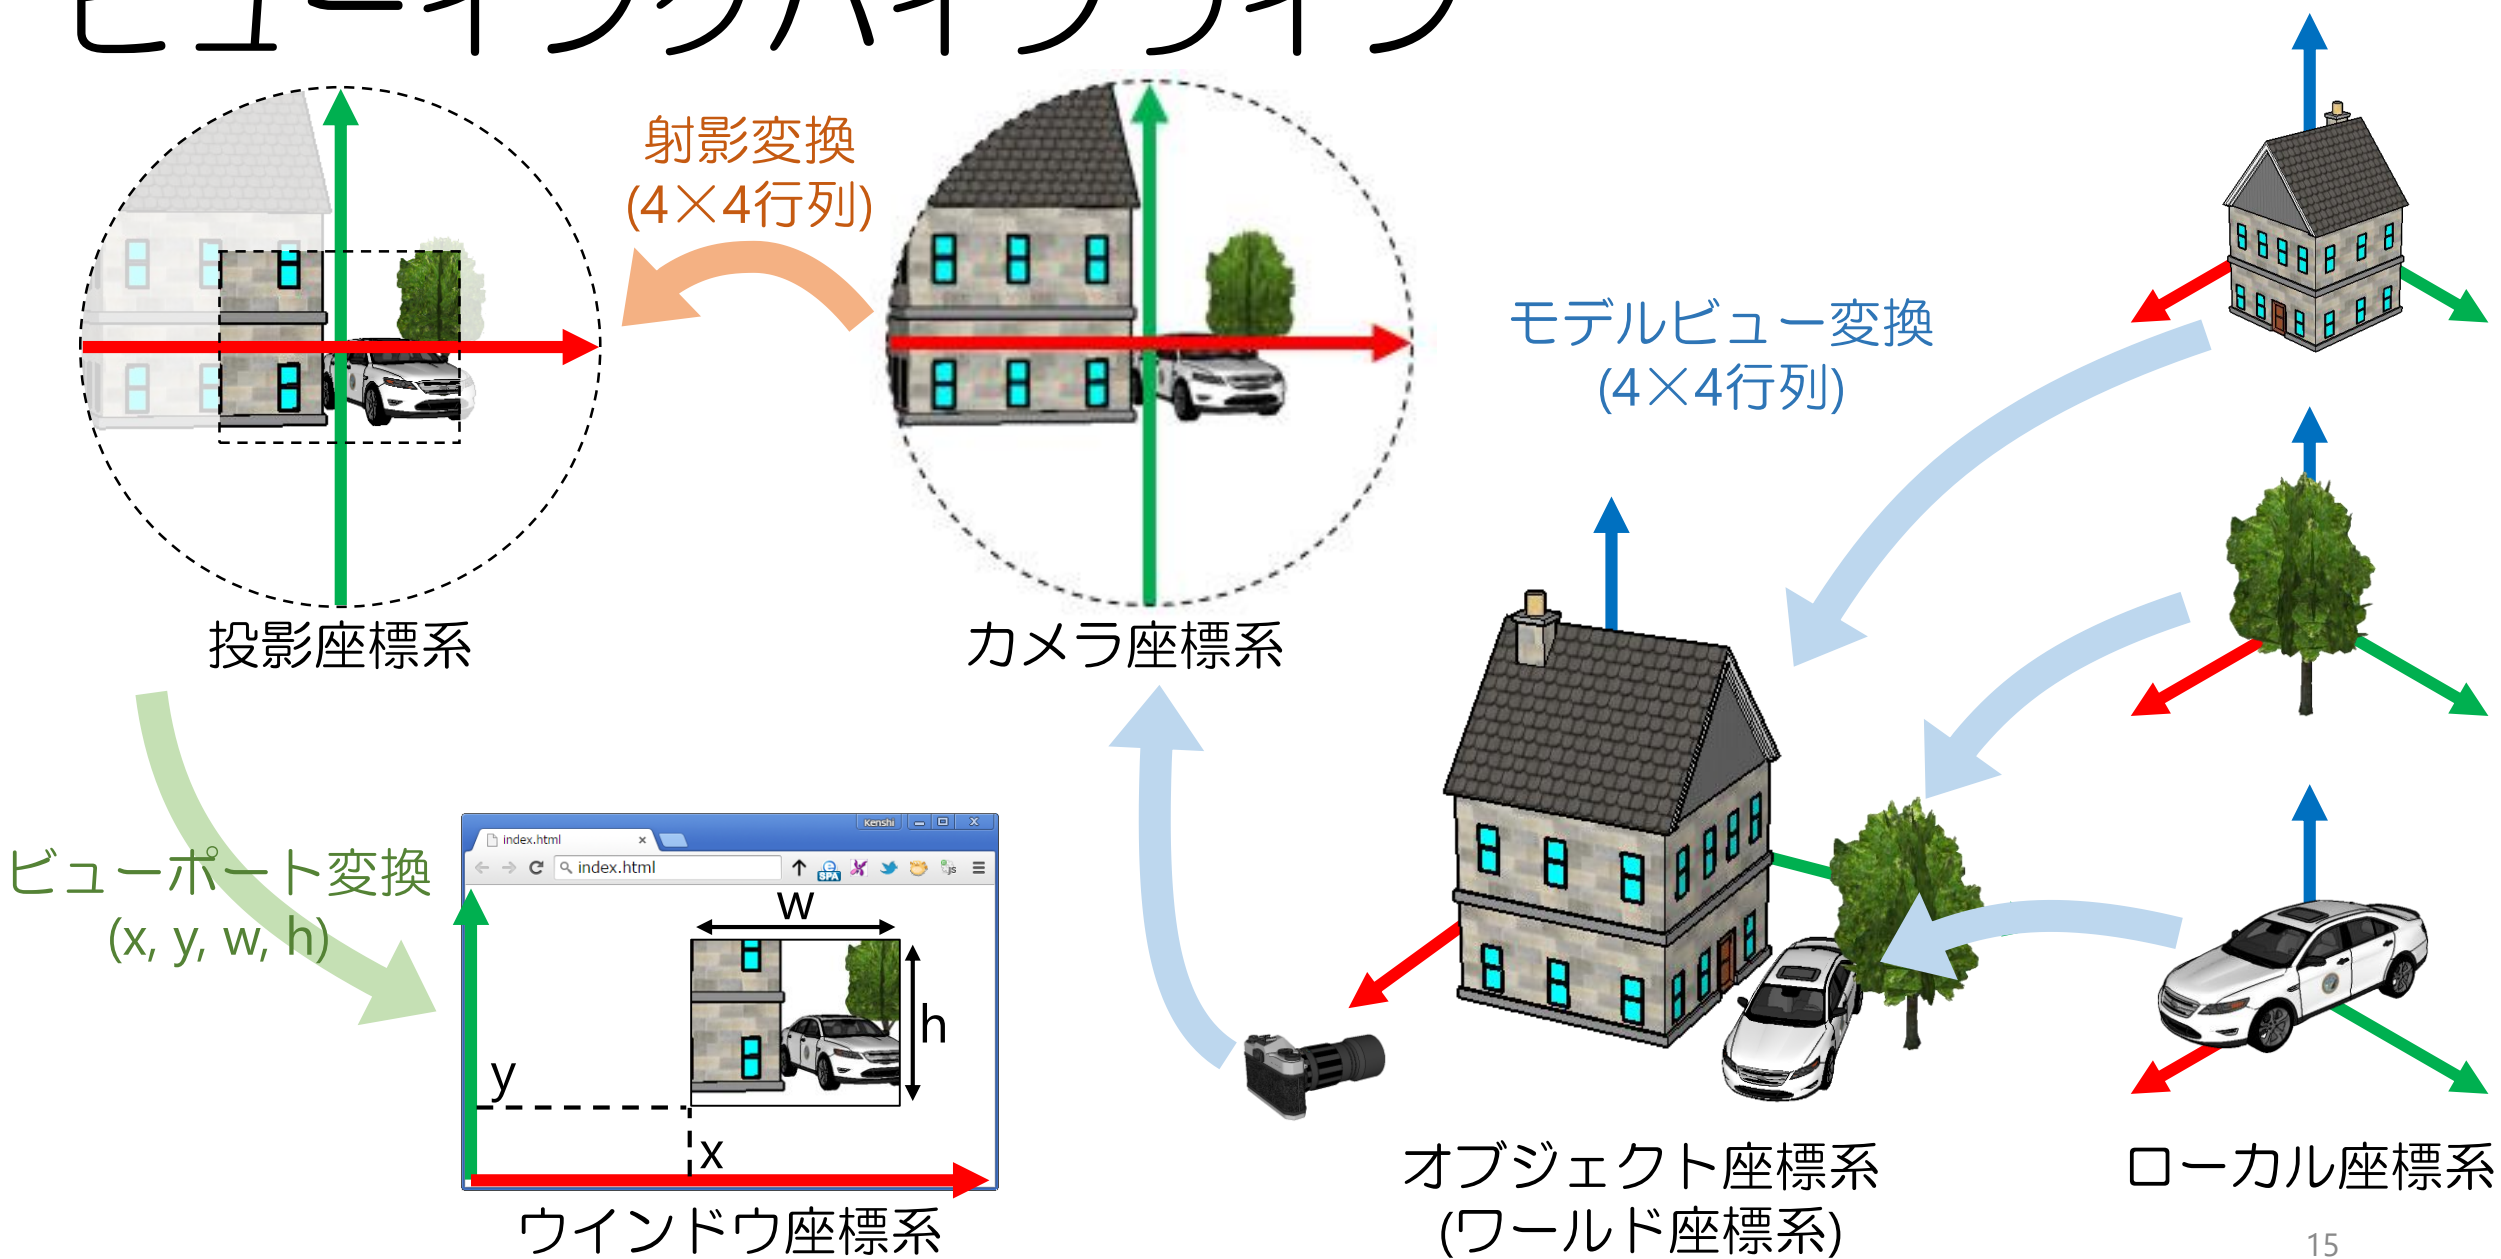 ビューイングパイプライン
射影変換
(4×4行列)
モデルビュー変換
(4×4行列)
投影座標系
カメラ座標系
ビューポート変換
(x, y, w, h)
Kenshi
index.html
index.html
SPA
js
w
h
y
x
ウインドウ座標系
オブジェクト座標系
(ワールド座標系)
ローカル座標系
15